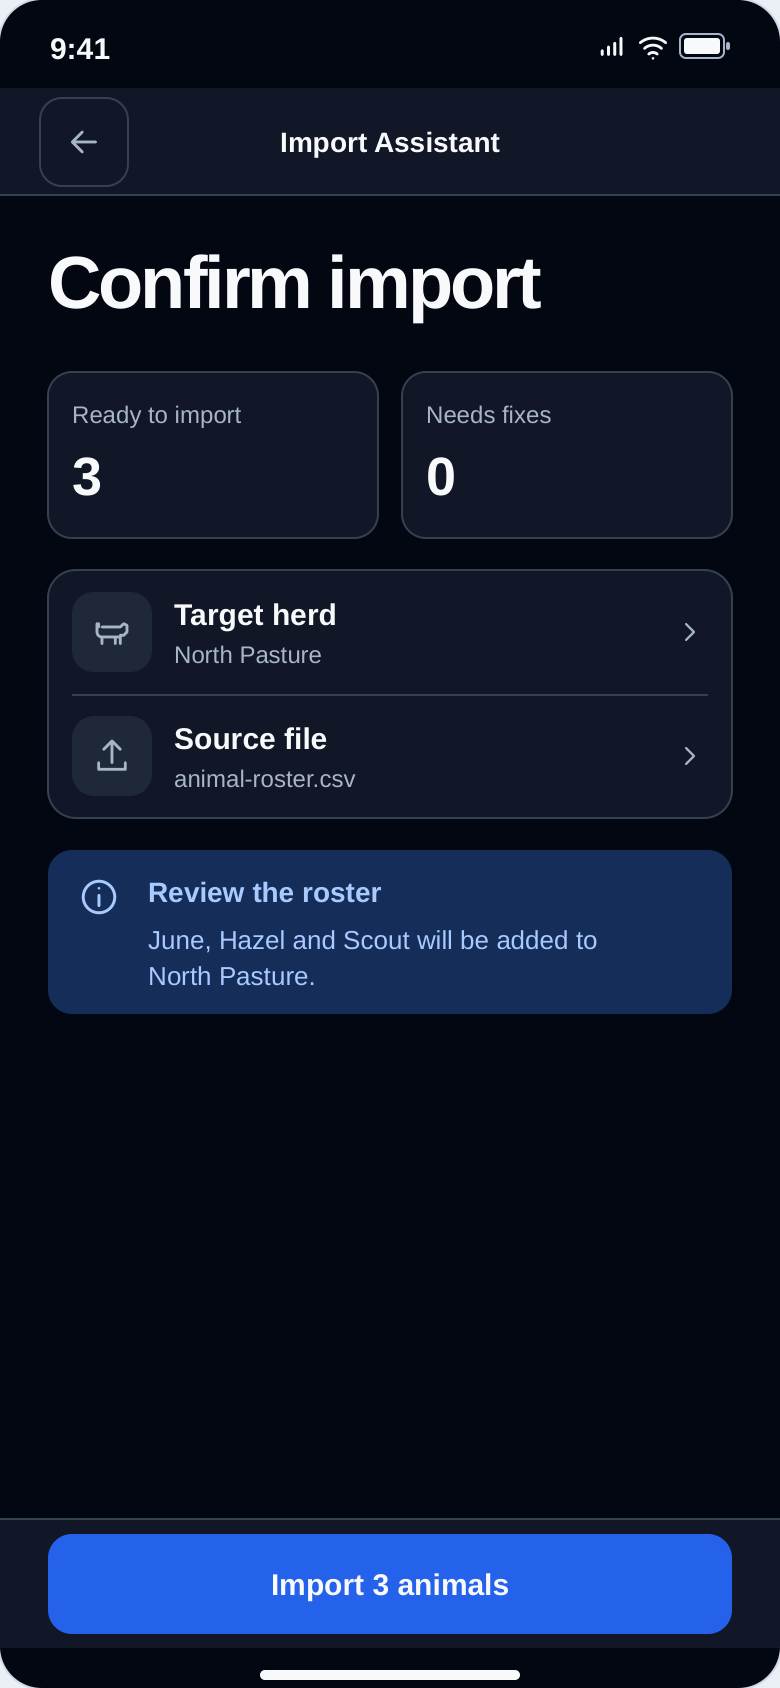 9:41
Import Assistant
Confirm import
Ready to import
3
Needs fixes
0
Target herd
North Pasture
Source file
animal-roster.csv
Review the roster
June, Hazel and Scout will be added to
North Pasture.
Import 3 animals